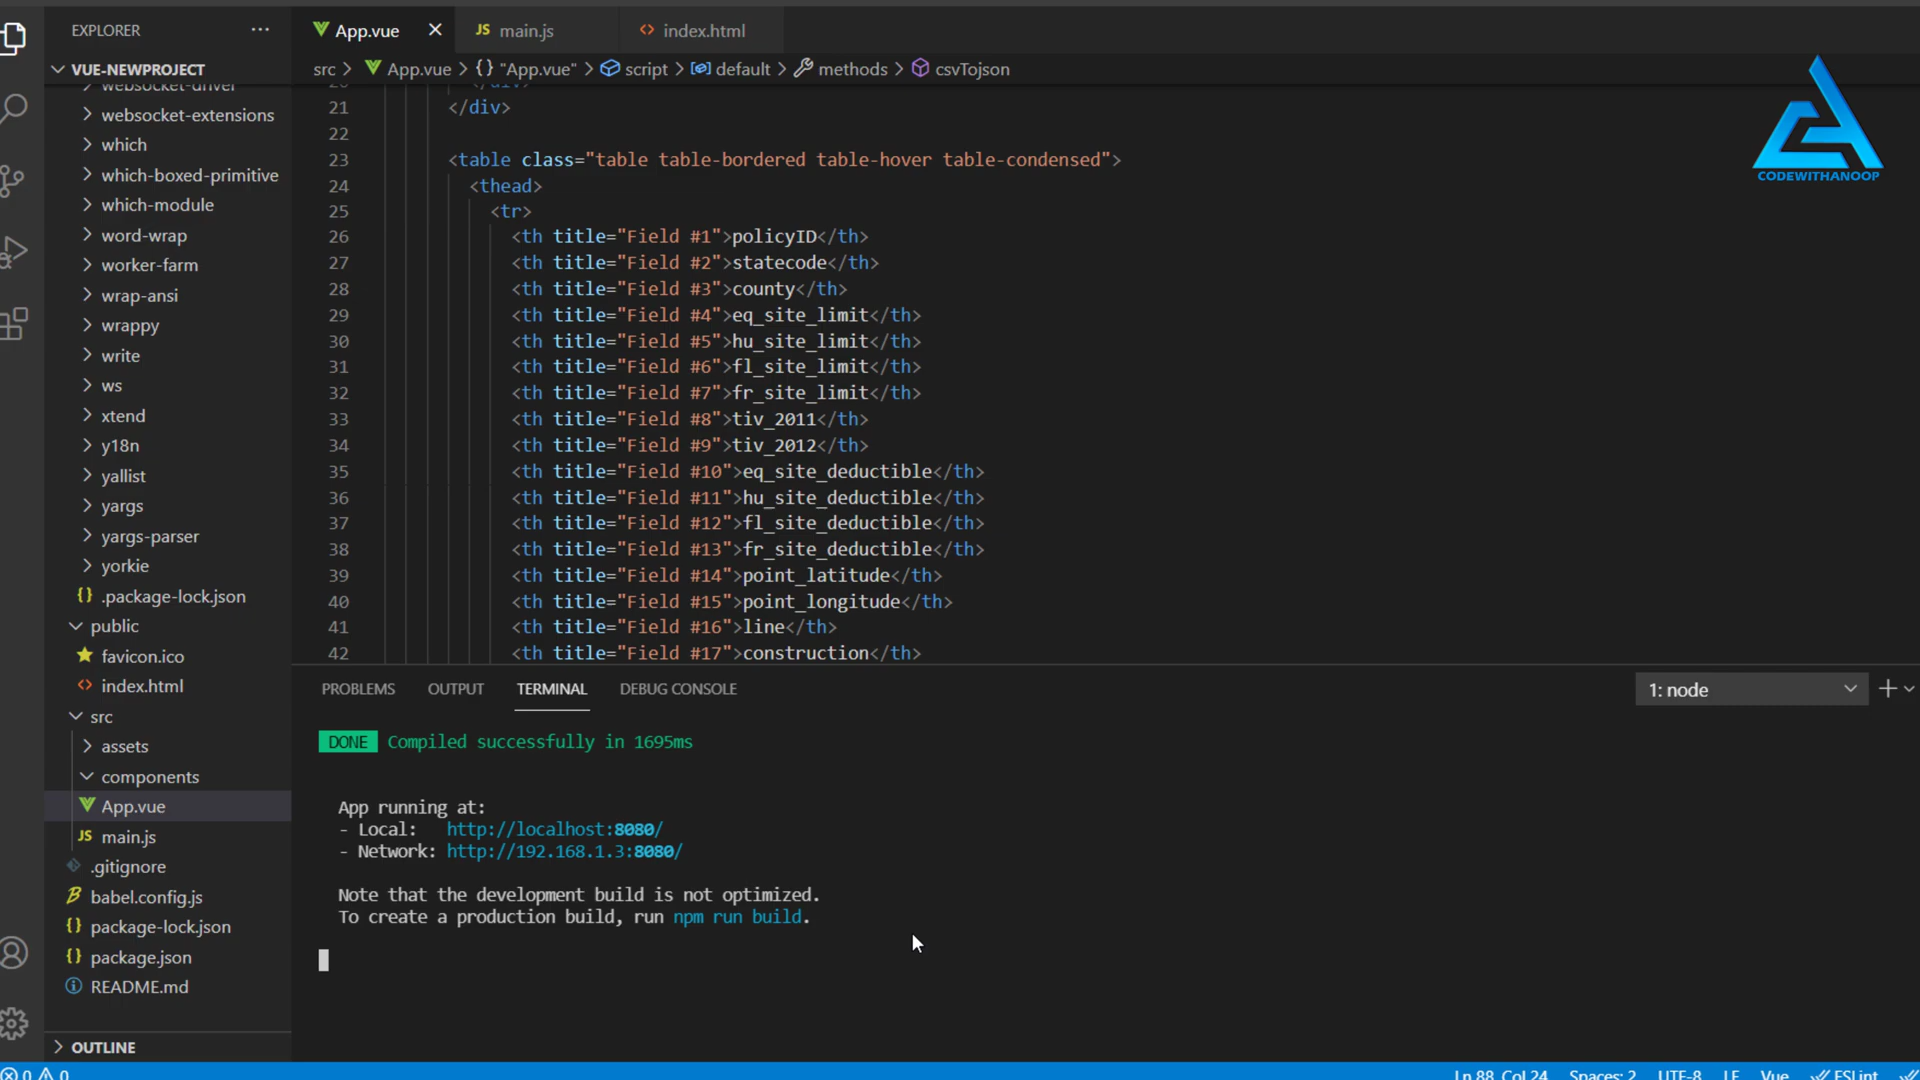 EXPLORER
VUE-NEWPROJECT
websocket-driver
websocket-extensions
which
which-boxed-primitive
which-module
word-wrap
worker-farm
wrap-ansi
wrappy
write
ws
xtend
y18n
yallist
yargs
yargs-parser
yorkie
{} .package-lock.json
public
favicon.ico
<> index.html
src
assets
components
App.vue
JS main.js
.gitignore
babel.config.js
{} package-lock.json
{} package.json
README.md
OUTLINE
App.vue
JS main.js
<> index.html
src > App.vue > {} "App.vue" > script > default > methods > csvTojson
CODEWITHANOOP
20 </div>
21 </div>
22
23 <table class="table table-bordered table-hover table-condensed">
24 <thead>
25 <tr>
26 <th title="Field #1">policyID</th>
27 <th title="Field #2">statecode</th>
28 <th title="Field #3">county</th>
29 <th title="Field #4">eq_site_limit</th>
30 <th title="Field #5">hu_site_limit</th>
31 <th title="Field #6">fl_site_limit</th>
32 <th title="Field #7">fr_site_limit</th>
33 <th title="Field #8">tiv_2011</th>
34 <th title="Field #9">tiv_2012</th>
35 <th title="Field #10">eq_site_deductible</th>
36 <th title="Field #11">hu_site_deductible</th>
37 <th title="Field #12">fl_site_deductible</th>
38 <th title="Field #13">fr_site_deductible</th>
39 <th title="Field #14">point_latitude</th>
40 <th title="Field #15">point_longitude</th>
41 <th title="Field #16">line</th>
42 <th title="Field #17">construction</th>
PROBLEMS OUTPUT TERMINAL DEBUG CONSOLE
1: node
DONE Compiled successfully in 1695ms
App running at:
- Local: http://localhost:8080/
- Network: http://192.168.1.3:8080/
Note that the development build is not optimized.
To create a production build, run npm run build.
0 0
Ln 88, Col 24 Spaces: 2 UTF-8 LF Vue ESLint